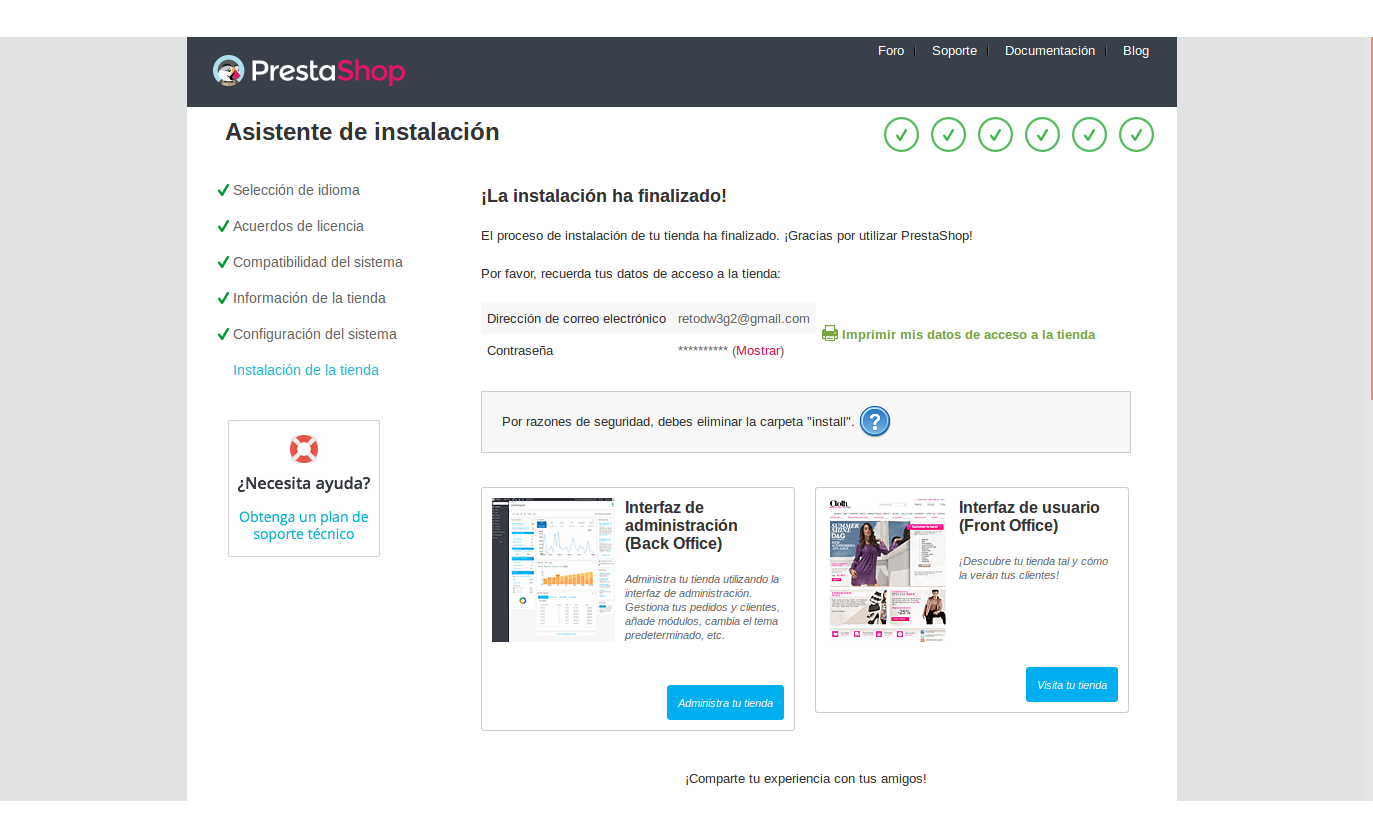 PrestaShop
Foro
Soporte
Documentación
Blog
Asistente de instalación
Selección de idioma
Acuerdos de licencia
Compatibilidad del sistema
Información de la tienda
Configuración del sistema
Instalación de la tienda
¿Necesita ayuda?
Obtenga un plan de
soporte técnico
¡La instalación ha finalizado!
El proceso de instalación de tu tienda ha finalizado. ¡Gracias por utilizar PrestaShop!
Por favor, recuerda tus datos de acceso a la tienda:
Dirección de correo electrónico retodw3g2@gmail.com
Contraseña ********** (Mostrar)
Imprimir mis datos de acceso a la tienda
Por razones de seguridad, debes eliminar la carpeta "install". ?
Interfaz de
administración
(Back Office)
Administra tu tienda utilizando la
interfaz de administración.
Gestiona tus pedidos y clientes,
añade módulos, cambia el tema
predeterminado, etc.
Administra tu tienda
Cloth
SUMMER
SHINE
D&G
-25%
Interfaz de usuario
(Front Office)
¡Descubre tu tienda tal y cómo
la verán tus clientes!
Visita tu tienda
¡Comparte tu experiencia con tus amigos!